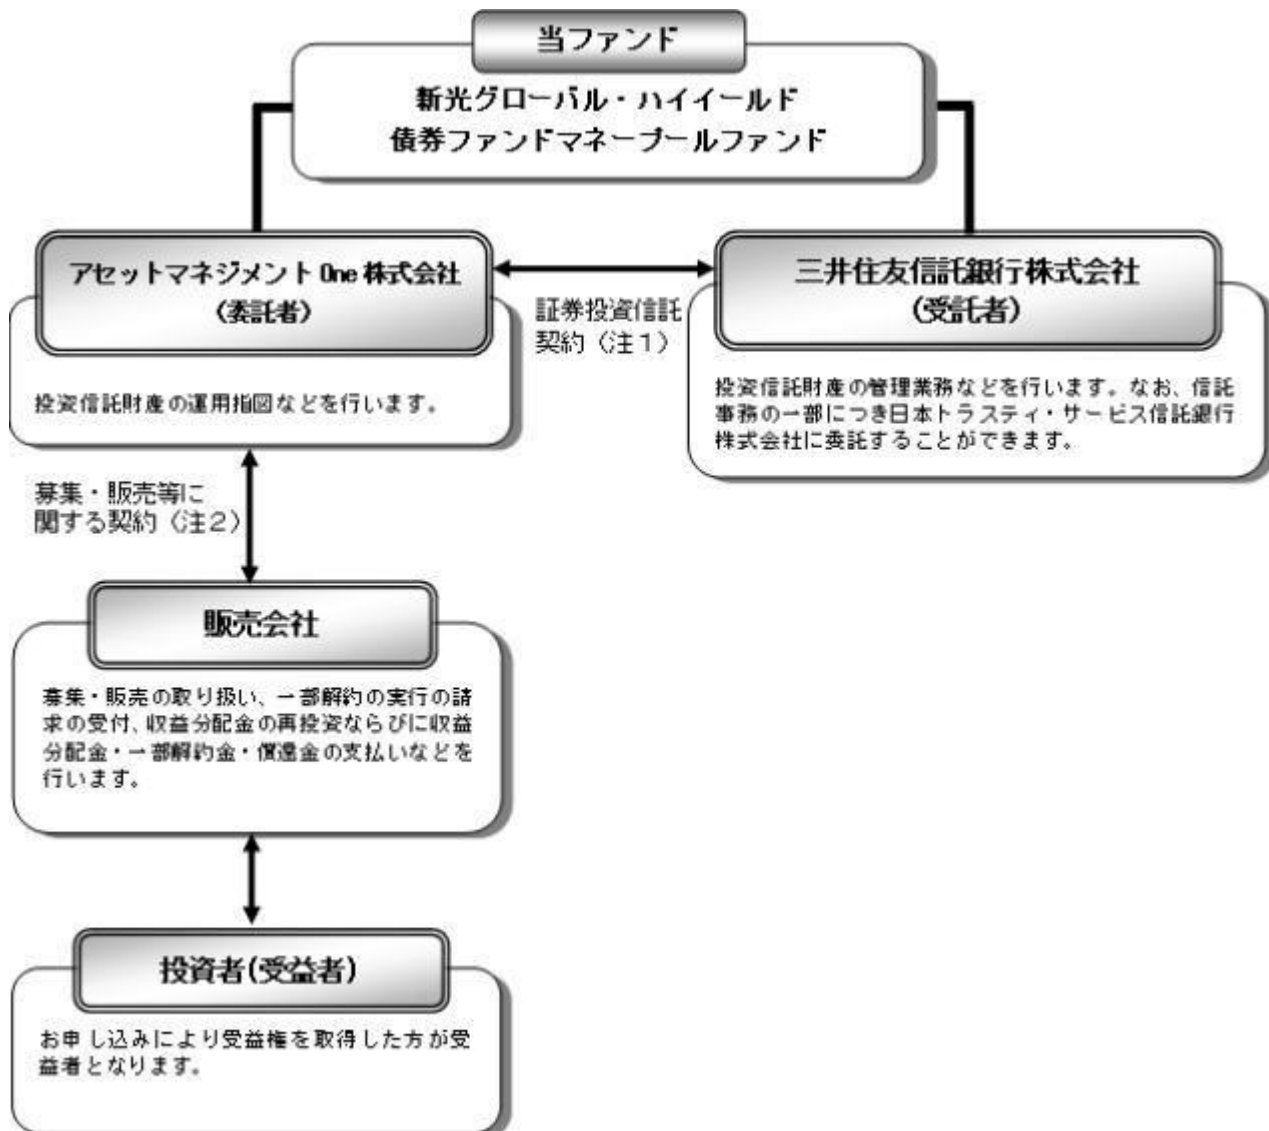 当ファンド
新光グローバル・ハイイールド
債券ファンドマネープールファンド
アセットマネジメント One 株式会社
（委託者）
投資信託財産の運用指図などを行います。
証券投資信託
契約（注１）
三井住友信託銀行株式会社
（受託者）
投資信託財産の管理業務などを行います。なお、信託
事務の一部につき日本トラスティ・サービス信託銀行
株式会社に委託することができます。
募集・販売等に
関する契約（注２）
販売会社
募集・販売の取り扱い、一部解約の実行の請
求の受付、収益分配金の再投資ならびに収益
分配金・一部解約金・償還金の支払いなどを
行います。
投資者(受益者)
お申し込みにより受益権を取得した方が受
益者となります。